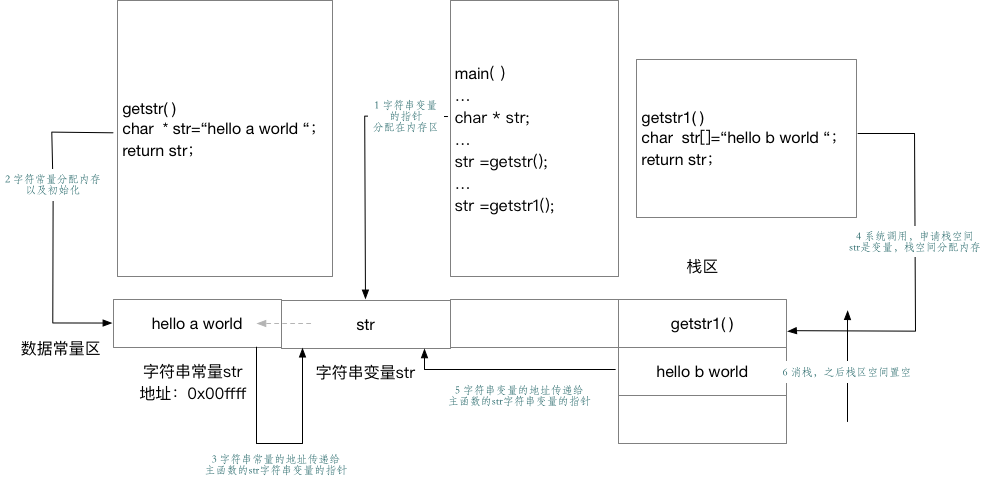 getstr( )
char  * str=“hello a world “；
return str；
2 字符常量分配内存
以及初始化
1 字符串变量
的指针
分配在内存区
main( )
...
char * str;
...
str =getstr();
...
str =getstr1();
getstr1( )
char  str[]=“hello b world “；
return str；
4 系统调用，申请栈空间
str是变量，栈空间分配内存
栈区
hello a world
str
getstr1( )
数据常量区
字符串常量str
地址：0x00ffff
字符串变量str
hello b world
6 消栈，之后栈区空间置空
5 字符串变量的地址传递给
主函数的str字符串变量的指针
3 字符串常量的地址传递给
主函数的str字符串变量的指针